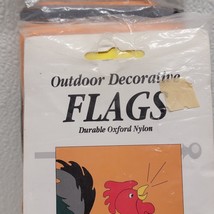 Outdoor Decorative
FLAGS
Durable Oxford Nylon